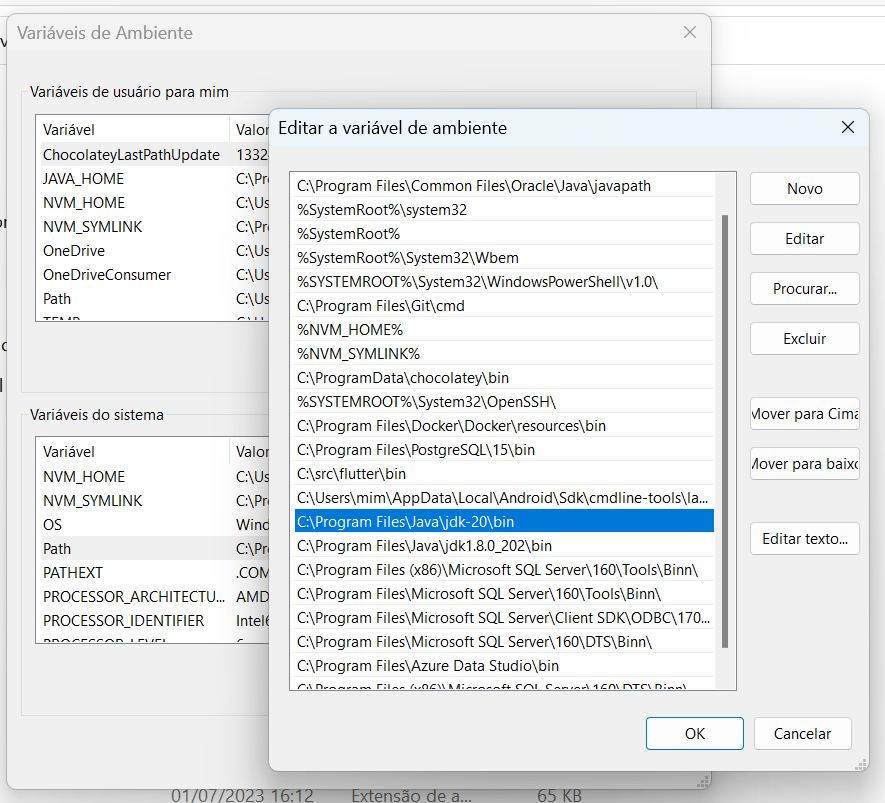 Variáveis de Ambiente
Variáveis de usuário para mim
Variável Valor
ChocolateyLastPathUpdate 1332
JAVA_HOME C:\Pr
NVM_HOME C:\Us
NVM_SYMLINK C:\Pr
OneDrive C:\Us
OneDriveConsumer C:\Us
Path C:\Us
Variáveis do sistema
Variável Valor
NVM_HOME C:\Us
NVM_SYMLINK C:\Pr
OS Wind
Path C:\Pr
PATHEXT .COM
PROCESSOR_ARCHITECTU... AMD
PROCESSOR_IDENTIFIER Intel6
PROCESSOR_LEVEL 6
Editar a variável de ambiente
C:\Program Files\Common Files\Oracle\Java\javapath
%SystemRoot%\system32
%SystemRoot%
%SystemRoot%\System32\Wbem
%SYSTEMROOT%\System32\WindowsPowerShell\v1.0\
C:\Program Files\Git\cmd
%NVM_HOME%
%NVM_SYMLINK%
C:\ProgramData\chocolatey\bin
%SYSTEMROOT%\System32\OpenSSH\
C:\Program Files\Docker\Docker\resources\bin
C:\Program Files\PostgreSQL\15\bin
C:\src\flutter\bin
C:\Users\mim\AppData\Local\Android\Sdk\cmdline-tools\la...
C:\Program Files\Java\jdk-20\bin
C:\Program Files\Java\jdk1.8.0_202\bin
C:\Program Files (x86)\Microsoft SQL Server\160\Tools\Binn\
C:\Program Files\Microsoft SQL Server\160\Tools\Binn\
C:\Program Files\Microsoft SQL Server\Client SDK\ODBC\170...
C:\Program Files\Microsoft SQL Server\160\DTS\Binn\
C:\Program Files\Azure Data Studio\bin
C:\Program Files (x86)\Microsoft SQL Server\160\DTS\Binn\
Novo
Editar
Procurar...
Excluir
Mover para Cima
Mover para baixo
Editar texto...
OK
Cancelar
01/07/2023 16:12 Extensão de a... 65 KB